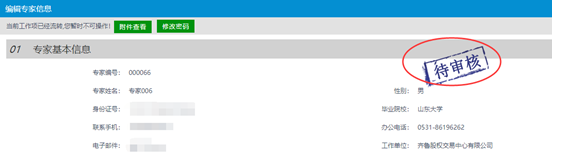 编辑专家信息
当前工作项已经流转,您暂时不可操作! 附件查看 修改密码
01 专家基本信息
待审核
专家编号: 000066
专家姓名: 专家006 性别: 男
身份证号: 毕业院校: 山东大学
联系手机: 办公电话: 0531-86196262
电子邮件: 工作单位: 齐鲁股权交易中心有限公司